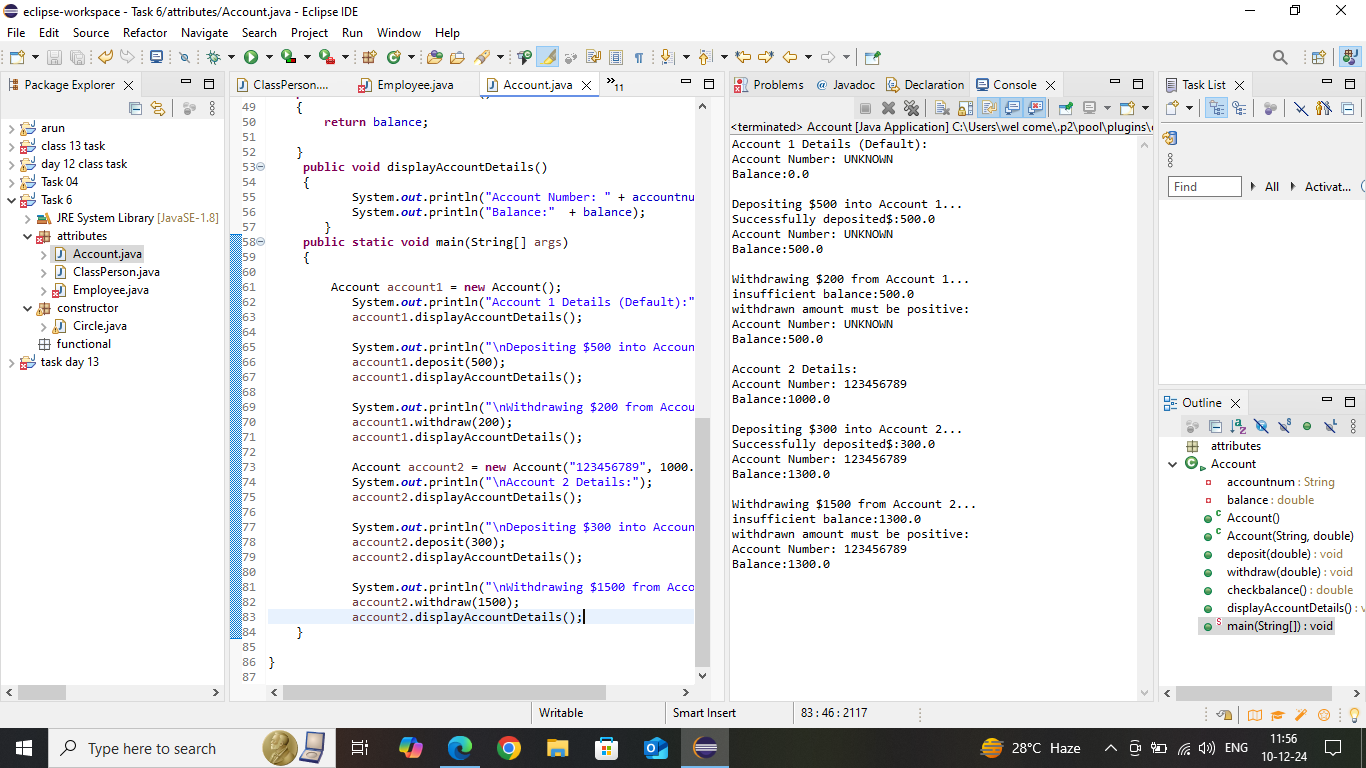 eclipse-workspace - Task 6/attributes/Account.java - Eclipse IDE
File Edit Source Refactor Navigate Search Project Run Window Help
Package Explorer
arun
class 13 task
day 12 class task
Task 04
Task 6
JRE System Library [JavaSE-1.8]
attributes
Account.java
ClassPerson.java
Employee.java
constructor
Circle.java
functional
task day 13
ClassPerson.... Employee.java Account.java 11
49 {
50 return balance;
51
52 }
53 public void displayAccountDetails()
54 {
55 System.out.println("Account Number: " + accountnu
56 System.out.println("Balance:" + balance);
57 }
58 public static void main(String[] args)
59 {
60
61 Account account1 = new Account();
62 System.out.println("Account 1 Details (Default):"
63 account1.displayAccountDetails();
64
65 System.out.println("\nDepositing $500 into Accoun
66 account1.deposit(500);
67 account1.displayAccountDetails();
68
69 System.out.println("\nWithdrawing $200 from Accou
70 account1.withdraw(200);
71 account1.displayAccountDetails();
72
73 Account account2 = new Account("123456789", 1000.
74 System.out.println("\nAccount 2 Details:");
75 account2.displayAccountDetails();
76
77 System.out.println("\nDepositing $300 into Accoun
78 account2.deposit(300);
79 account2.displayAccountDetails();
80
81 System.out.println("\nWithdrawing $1500 from Acco
82 account2.withdraw(1500);
83 account2.displayAccountDetails();
84 }
85
86 }
87
Problems Javadoc Declaration Console
<terminated> Account [Java Application] C:\Users\wel come\.p2\pool\plugins\
Account 1 Details (Default):
Account Number: UNKNOWN
Balance:0.0
Depositing $500 into Account 1...
Successfully deposited$:500.0
Account Number: UNKNOWN
Balance:500.0
Withdrawing $200 from Account 1...
insufficient balance:500.0
withdrawn amount must be positive:
Account Number: UNKNOWN
Balance:500.0
Account 2 Details:
Account Number: 123456789
Balance:1000.0
Depositing $300 into Account 2...
Successfully deposited$:300.0
Account Number: 123456789
Balance:1300.0
Withdrawing $1500 from Account 2...
insufficient balance:1300.0
withdrawn amount must be positive:
Account Number: 123456789
Balance:1300.0
Task List
Find All Activat...
Outline
attributes
Account
accountnum : String
balance : double
Account()
Account(String, double)
deposit(double) : void
withdraw(double) : void
checkbalance() : double
displayAccountDetails() : v
main(String[]) : void
Writable Smart Insert 83 : 46 : 2117
Type here to search
28°C Haze ENG 11:56
10-12-24